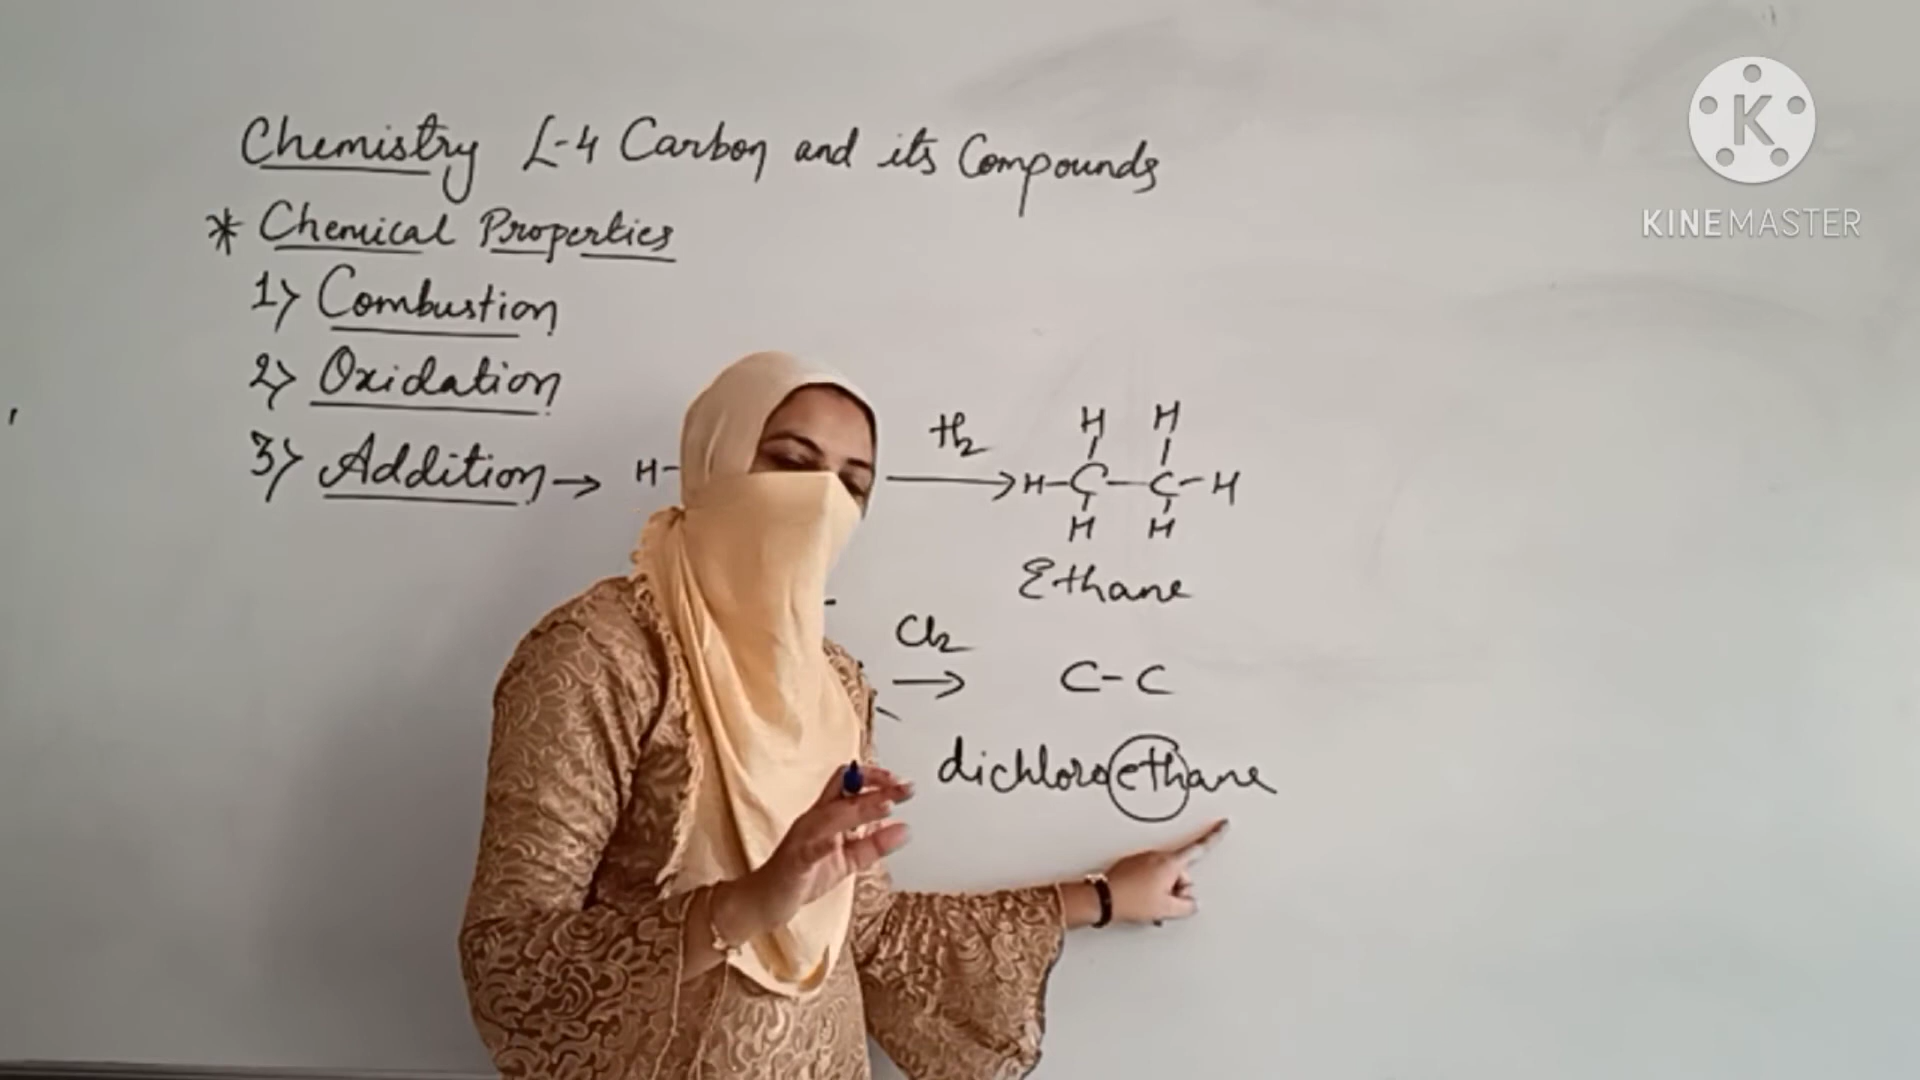 Chemistry L-4 Carbon and its Compounds
* Chemical Properties
1) Combustion
2) Oxidation
3) Addition → H-
H2
H H
H-C-C-H
H H
Ethane
Cl2
→ C-C
dichloroethane
K
KINEMASTER